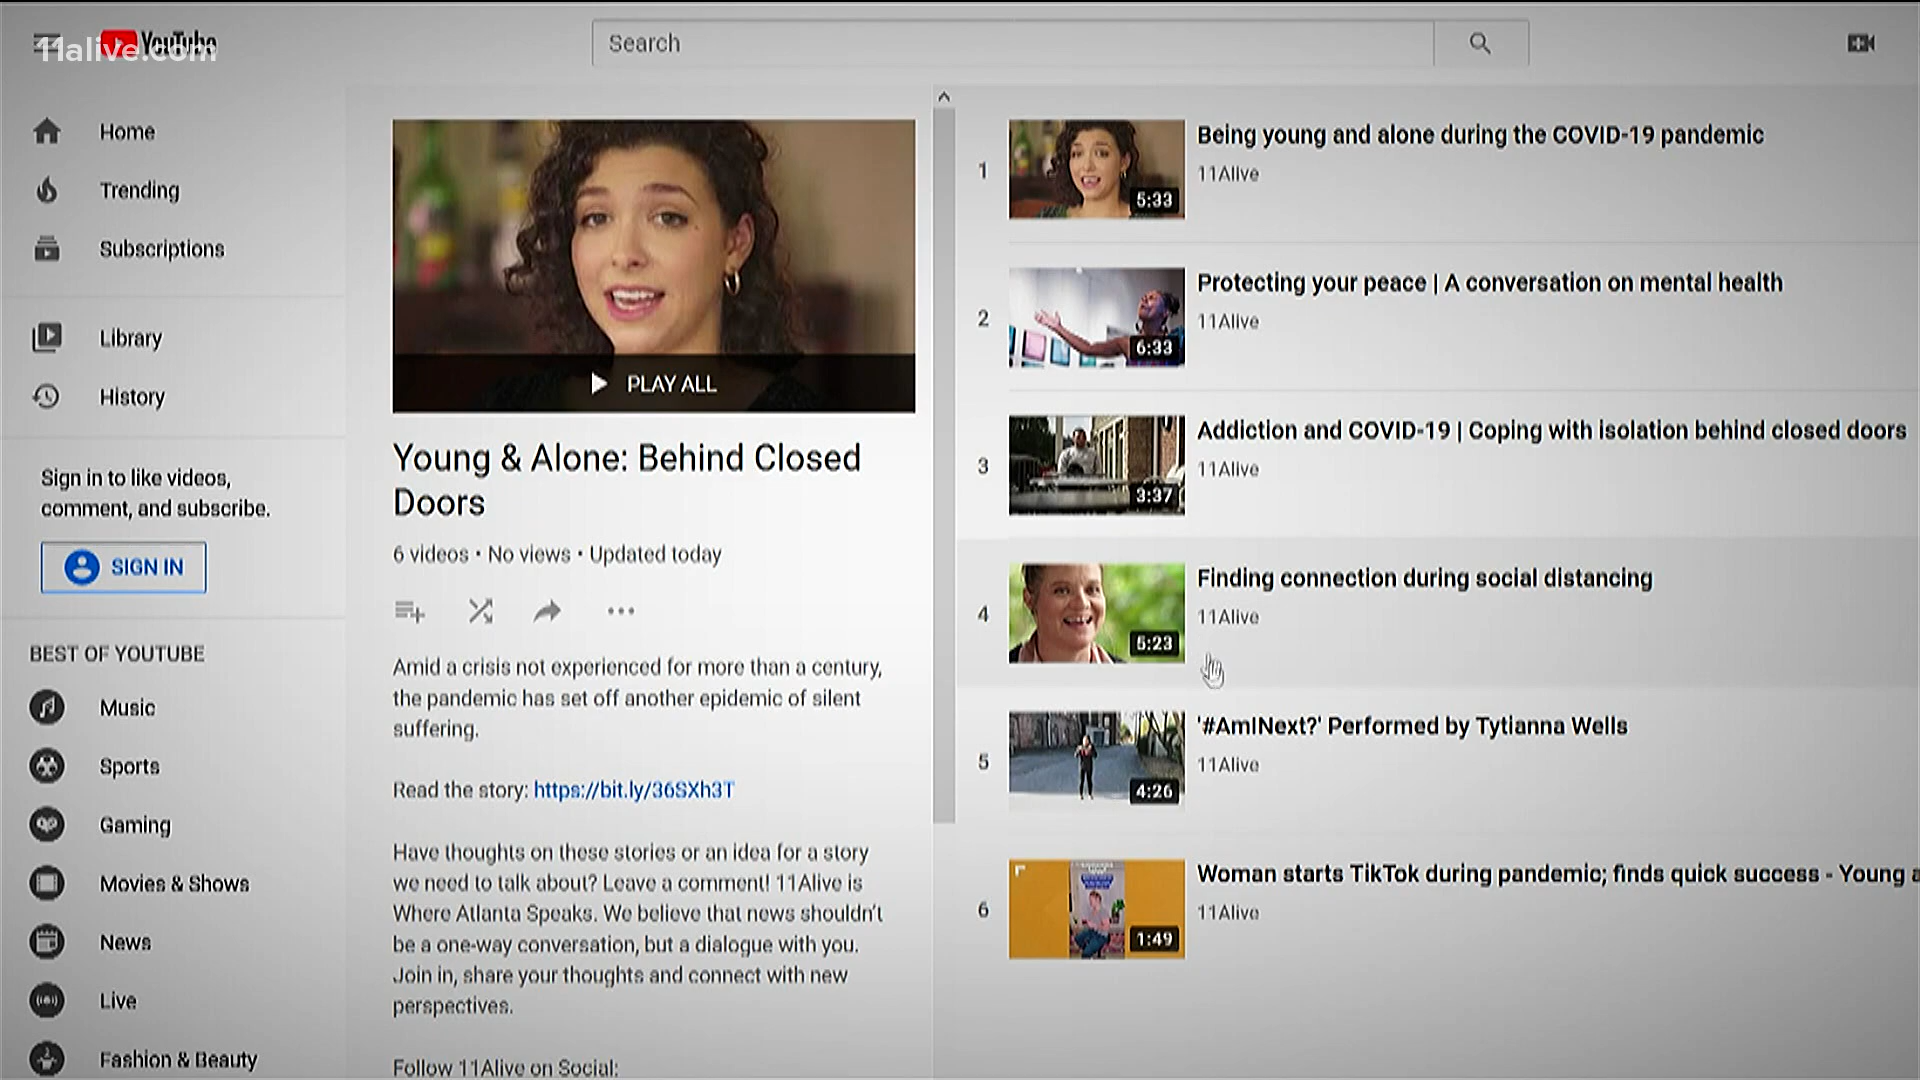 11alive.com
YouTube
Search
Home
Trending
Subscriptions
Library
History
Sign in to like videos,
comment, and subscribe.
SIGN IN
BEST OF YOUTUBE
Music
Sports
Gaming
Movies & Shows
News
Live
Fashion & Beauty
PLAY ALL
Young & Alone: Behind Closed
Doors
6 videos • No views • Updated today
Amid a crisis not experienced for more than a century,
the pandemic has set off another epidemic of silent
suffering.
Read the story: https://bit.ly/36SXh3T
Have thoughts on these stories or an idea for a story
we need to talk about? Leave a comment! 11Alive is
Where Atlanta Speaks. We believe that news shouldn't
be a one-way conversation, but a dialogue with you.
Join in, share your thoughts and connect with new
perspectives.
Follow 11Alive on Social:
1
5:33
Being young and alone during the COVID-19 pandemic
11Alive
2
6:33
Protecting your peace | A conversation on mental health
11Alive
3
3:37
Addiction and COVID-19 | Coping with isolation behind closed doors
11Alive
4
5:23
Finding connection during social distancing
11Alive
5
4:26
'#AmINext?' Performed by Tytianna Wells
11Alive
6
1:49
Woman starts TikTok during pandemic; finds quick success - Young a
11Alive